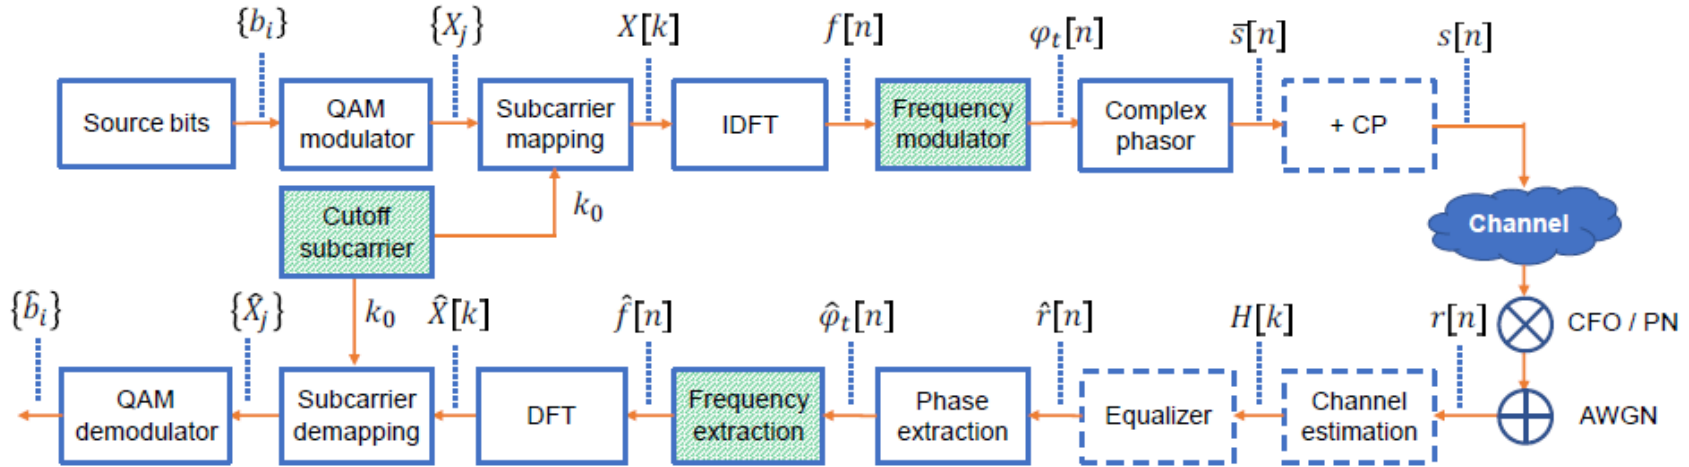 {b_i}
{X_j}
X[k]
f[n]
φ_t[n]
s̅[n]
s[n]
Source bits
QAM
modulator
Subcarrier
mapping
IDFT
Frequency
modulator
Complex
phasor
+ CP
Cutoff
subcarrier
k_0
Channel
k_0
{b̂_i}
{X̂_j}
X̂[k]
f̂[n]
φ̂_t[n]
r̂[n]
H[k]
r[n]
CFO / PN
QAM
demodulator
Subcarrier
demapping
DFT
Frequency
extraction
Phase
extraction
Equalizer
Channel
estimation
AWGN